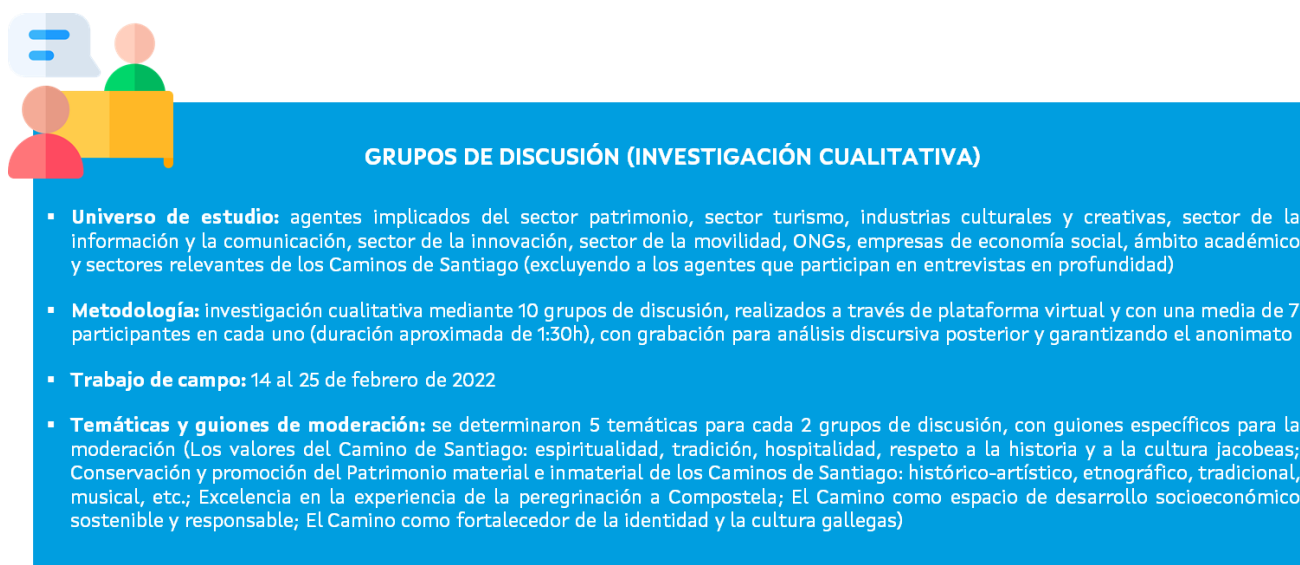 GRUPOS DE DISCUSIÓN (INVESTIGACIÓN CUALITATIVA)
▪ Universo de estudio: agentes implicados del sector patrimonio, sector turismo, industrias culturales y creativas, sector de la
información y la comunicación, sector de la innovación, sector de la movilidad, ONGs, empresas de economía social, ámbito académico
y sectores relevantes de los Caminos de Santiago (excluyendo a los agentes que participan en entrevistas en profundidad)
▪ Metodología: investigación cualitativa mediante 10 grupos de discusión, realizados a través de plataforma virtual y con una media de 7
participantes en cada uno (duración aproximada de 1:30h), con grabación para análisis discursiva posterior y garantizando el anonimato
▪ Trabajo de campo: 14 al 25 de febrero de 2022
▪ Temáticas y guiones de moderación: se determinaron 5 temáticas para cada 2 grupos de discusión, con guiones específicos para la
moderación (Los valores del Camino de Santiago: espiritualidad, tradición, hospitalidad, respeto a la historia y a la cultura jacobeas;
Conservación y promoción del Patrimonio material e inmaterial de los Caminos de Santiago: histórico-artístico, etnográfico, tradicional,
musical, etc.; Excelencia en la experiencia de la peregrinación a Compostela; El Camino como espacio de desarrollo socioeconómico
sostenible y responsable; El Camino como fortalecedor de la identidad y la cultura gallegas)